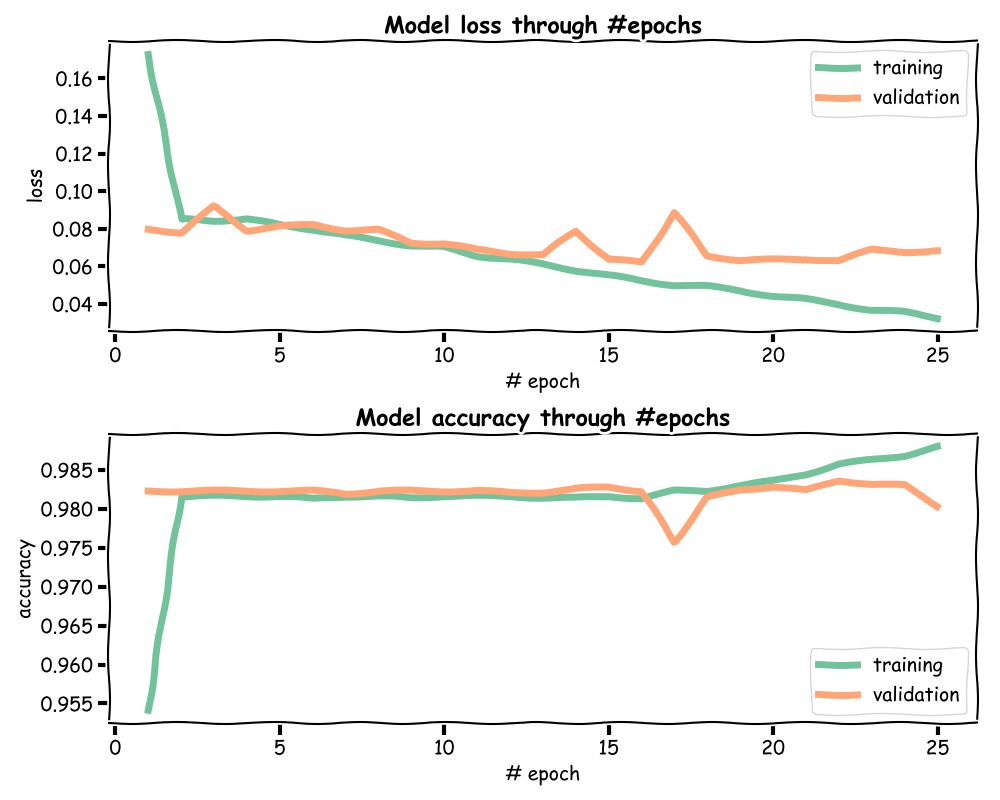 Model loss through #epochs
training
validation
0.16
0.14
0.12
0.10
0.08
0.06
0.04
loss
0 5 10 15 20 25
# epoch
Model accuracy through #epochs
0.985
0.980
0.975
0.970
0.965
0.960
0.955
accuracy
training
validation
0 5 10 15 20 25
# epoch